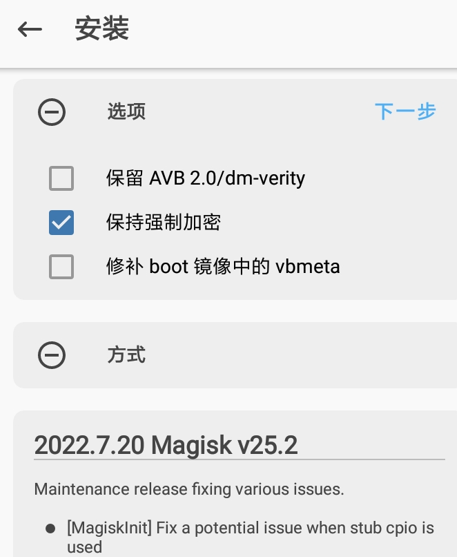 安装
选项 下一步
保留 AVB 2.0/dm-verity
保持强制加密
修补 boot 镜像中的 vbmeta
方式
2022.7.20 Magisk v25.2
Maintenance release fixing various issues.
[MagiskInit] Fix a potential issue when stub cpio is
used